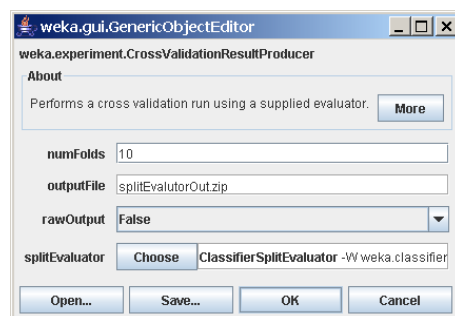 weka.gui.GenericObjectEditor
weka.experiment.CrossValidationResultProducer
About
Performs a cross validation run using a supplied evaluator. More
numFolds 10
outputFile splitEvalutorOut.zip
rawOutput False
splitEvaluator Choose ClassifierSplitEvaluator -W weka.classifier
Open... Save... OK Cancel